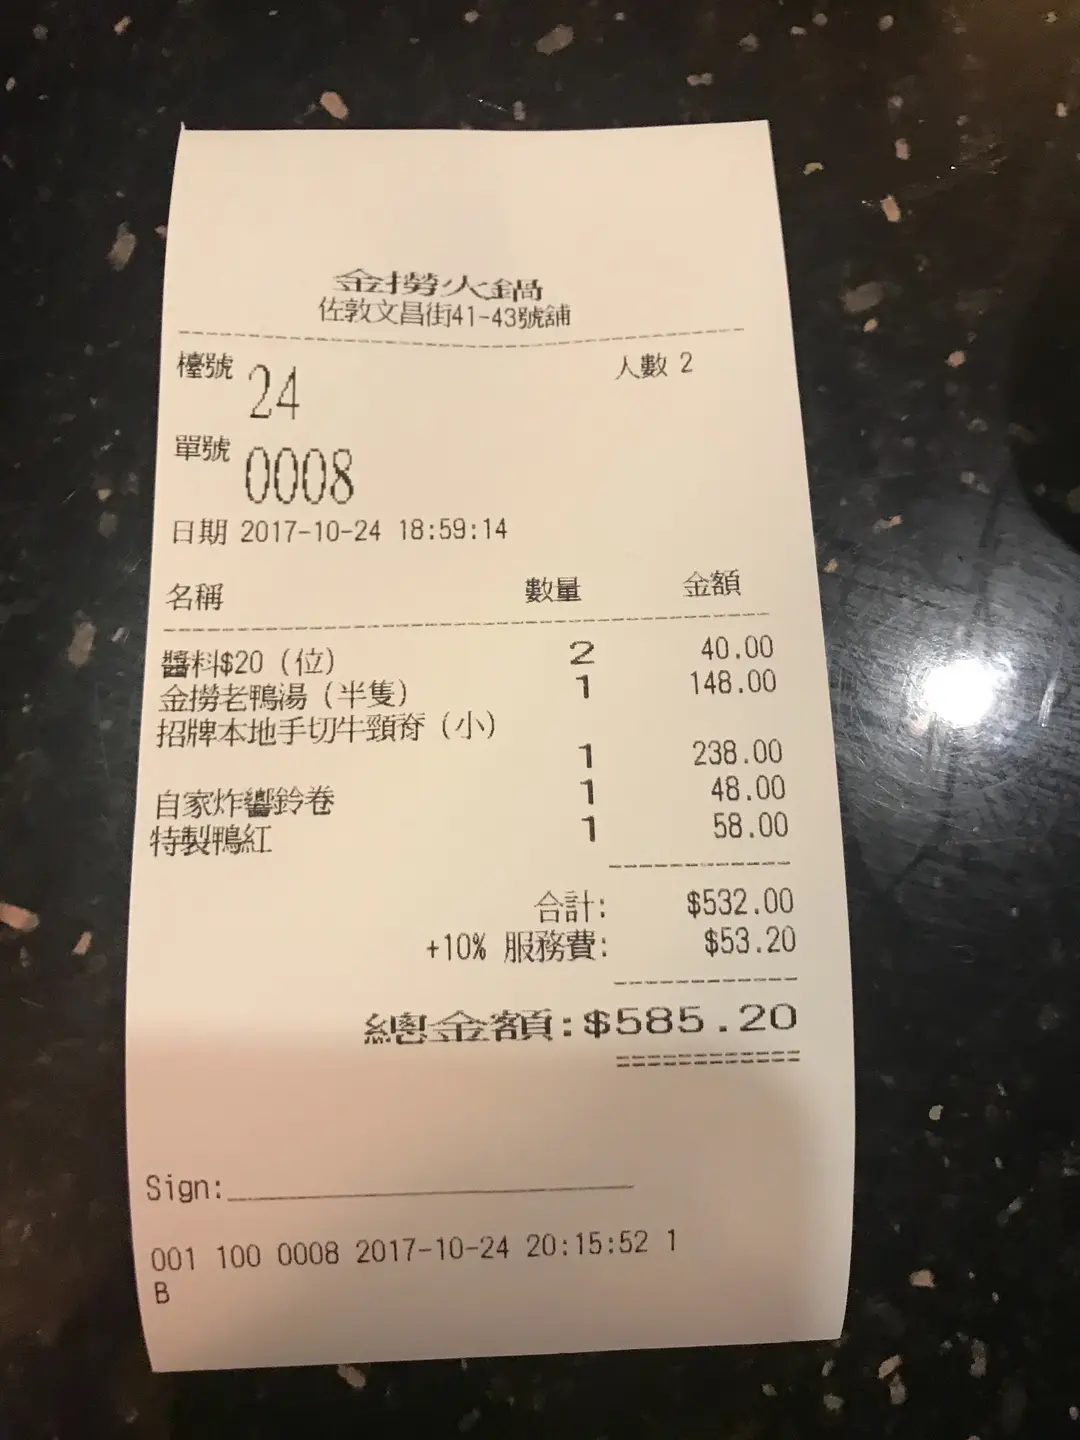 金撈火鍋
佐敦文昌街41-43號舖
檯號 24 人數 2
單號 0008
日期 2017-10-24 18:59:14
名稱 數量 金額
醬料$20 (位) 2 40.00
金撈老鴨湯 (半隻) 1 148.00
招牌本地手切牛頸脊 (小)
1 238.00
自家炸響鈴卷 1 48.00
特製鴨紅 1 58.00
合計: $532.00
+10% 服務費: $53.20
總金額:$585.20
Sign:
001 100 0008 2017-10-24 20:15:52 1
B